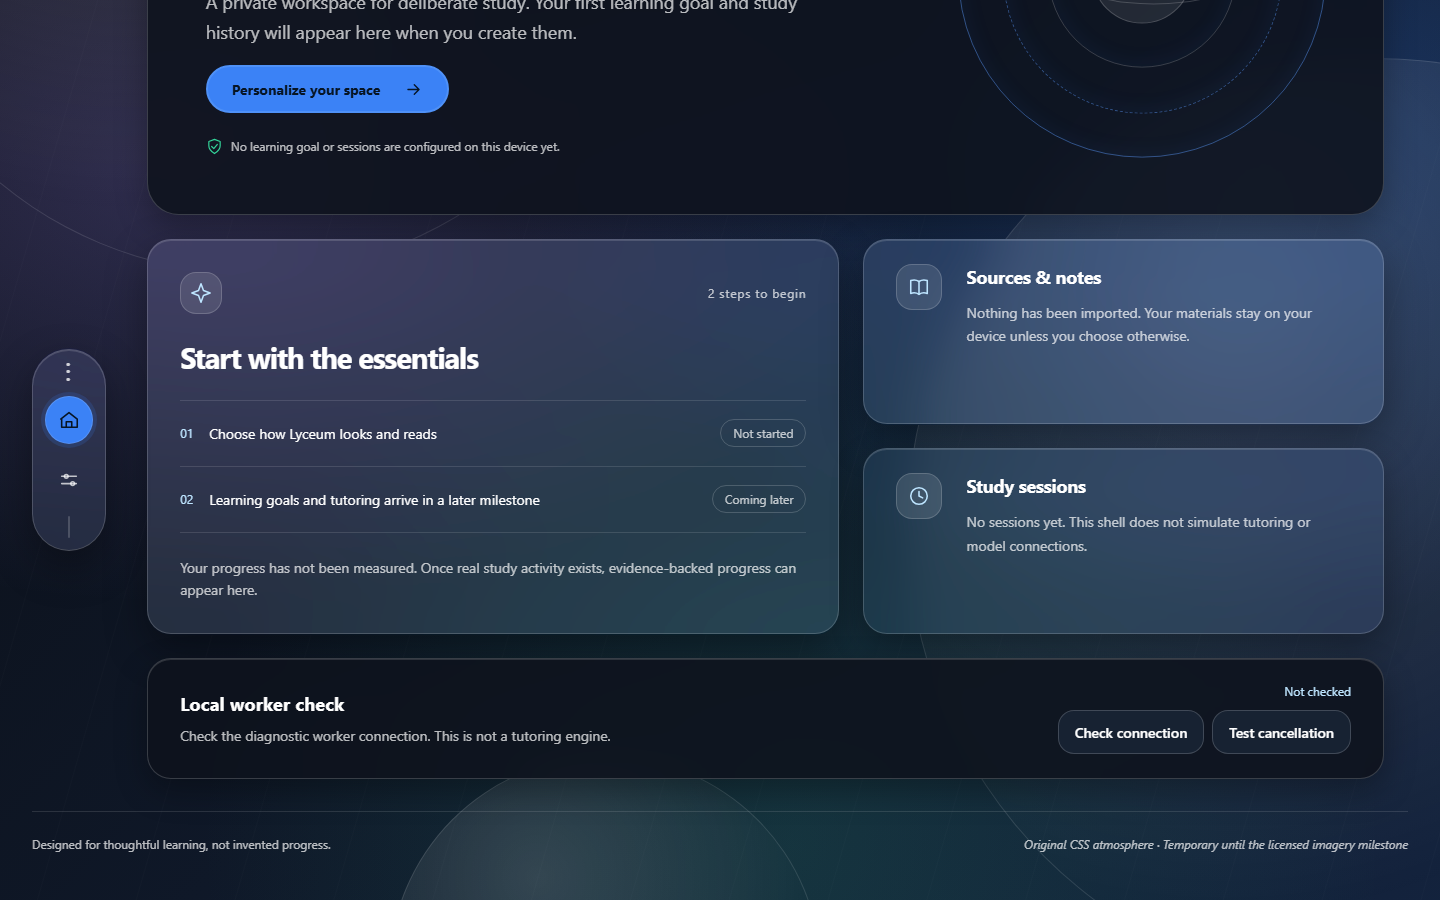 A private workspace for deliberate study. Your first learning goal and study
history will appear here when you create them.
Personalize your space
No learning goal or sessions are configured on this device yet.
2 steps to begin
Start with the essentials
01 Choose how Lyceum looks and reads Not started
02 Learning goals and tutoring arrive in a later milestone Coming later
Your progress has not been measured. Once real study activity exists, evidence-backed progress can
appear here.
Sources & notes
Nothing has been imported. Your materials stay on your
device unless you choose otherwise.
Study sessions
No sessions yet. This shell does not simulate tutoring or
model connections.
Local worker check
Check the diagnostic worker connection. This is not a tutoring engine.
Not checked
Check connection
Test cancellation
Designed for thoughtful learning, not invented progress.
Original CSS atmosphere · Temporary until the licensed imagery milestone